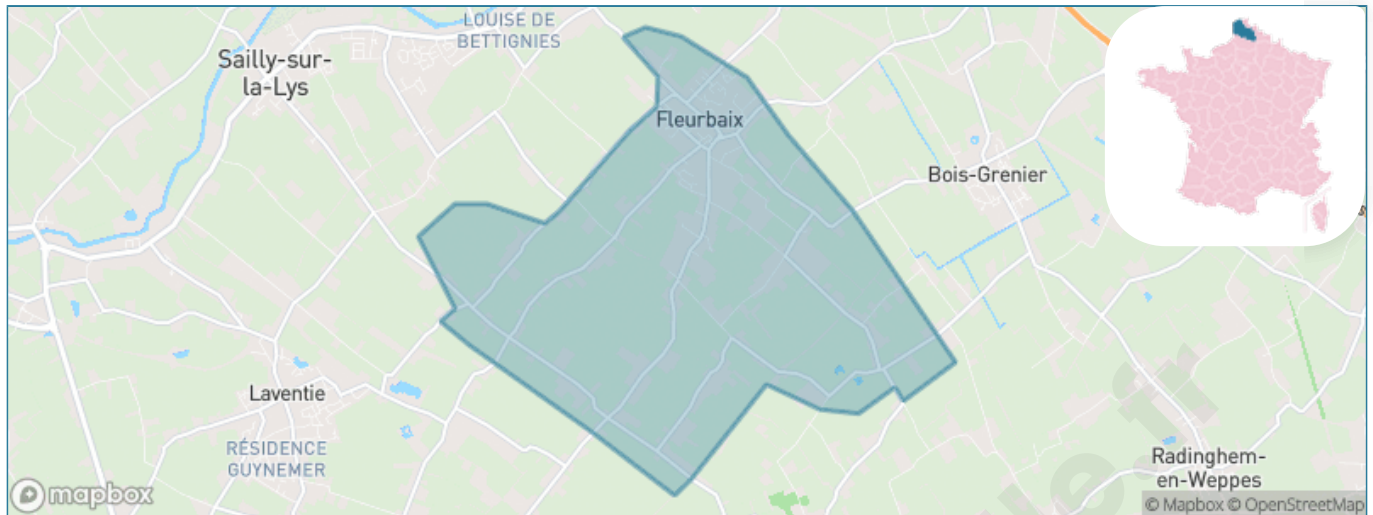 LOUISE DE
BETTIGNIES
Sailly-sur-
la-Lys
Fleurbaix
Bois-Grenier
Laventie
RÉSIDENCE
GUYNEMER
Radinghem-
en-Weppes
mapbox
© Mapbox © OpenStreetMap